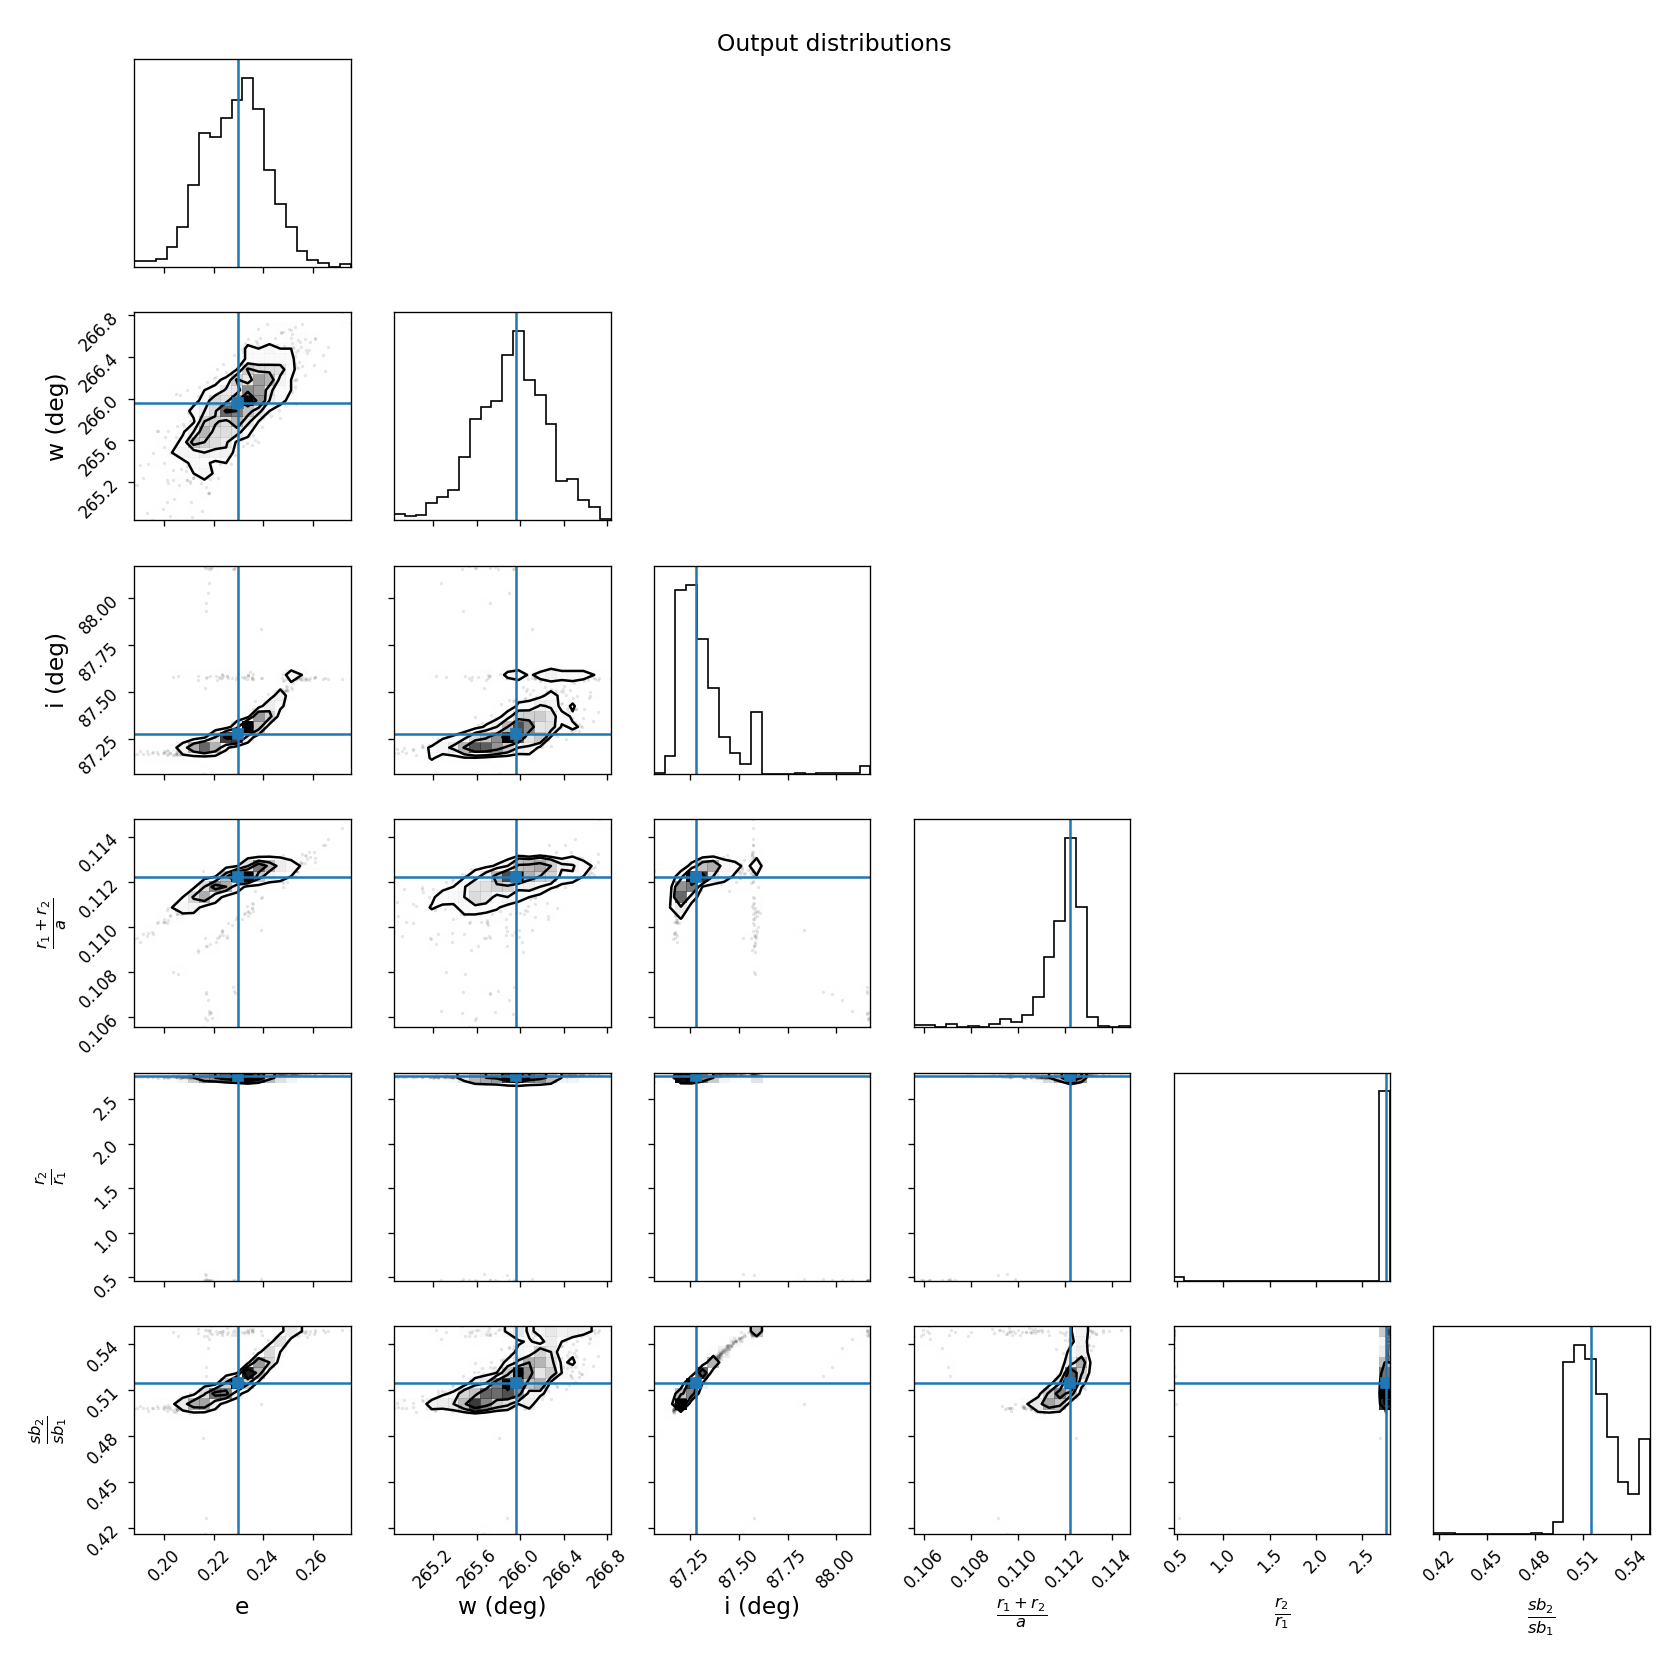 Output distributions
w (deg)
266.8
266.4
266.0
265.6
265.2
i (deg)
88.00
87.75
87.50
87.25
r₁ + r₂
a
0.114
0.112
0.110
0.108
0.106
r₂
r₁
2.5
2.0
1.5
1.0
0.5
sb₂
sb₁
0.54
0.51
0.48
0.45
0.42
0.20 0.22 0.24 0.26
265.2 265.6 266.0 266.4 266.8
87.25 87.50 87.75 88.00
0.106 0.108 0.110 0.112 0.114
0.5 1.0 1.5 2.0 2.5
0.42 0.45 0.48 0.51 0.54
e
w (deg)
i (deg)
r₁ + r₂
a
r₂
r₁
sb₂
sb₁